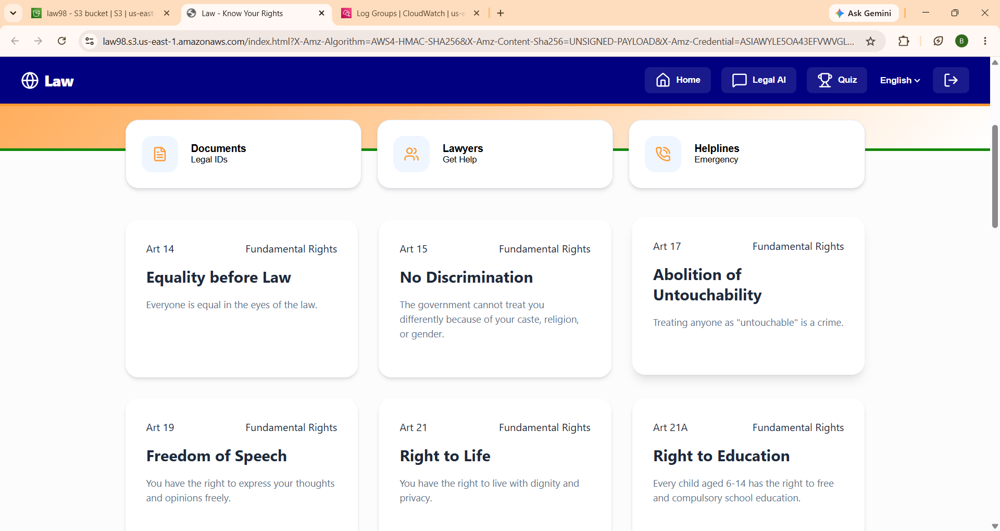 law98 - S3 bucket | S3 | us-east-
Law - Know Your Rights
Log Groups | CloudWatch | us-e
Ask Gemini
law98.s3.us-east-1.amazonaws.com/index.html?X-Amz-Algorithm=AWS4-HMAC-SHA256&X-Amz-Content-Sha256=UNSIGNED-PAYLOAD&X-Amz-Credential=ASIAWYLE5OA43EFVWVGL...
B
Law
Home
Legal AI
Quiz
English
Documents
Legal IDs
Lawyers
Get Help
Helplines
Emergency
Art 14
Fundamental Rights
Equality before Law
Everyone is equal in the eyes of the law.
Art 15
Fundamental Rights
No Discrimination
The government cannot treat you
differently because of your caste, religion,
or gender.
Art 17
Fundamental Rights
Abolition of
Untouchability
Treating anyone as "untouchable" is a crime.
Art 19
Fundamental Rights
Freedom of Speech
You have the right to express your thoughts
and opinions freely.
Art 21
Fundamental Rights
Right to Life
You have the right to live with dignity and
privacy.
Art 21A
Fundamental Rights
Right to Education
Every child aged 6-14 has the right to free
and compulsory school education.